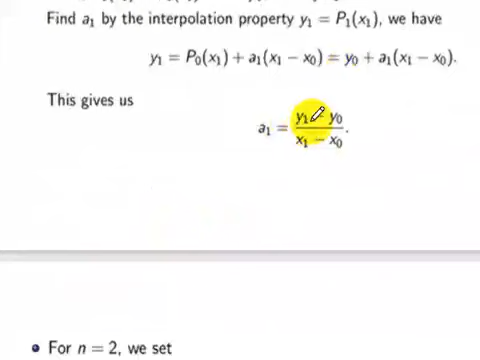 Find a₁ by the interpolation property y₁ = P₁(x₁), we have
y₁ = P₀(x₁) + a₁(x₁ − x₀) = y₀ + a₁(x₁ − x₀).
This gives us
a₁ = (y₁ − y₀) / (x₁ − x₀).
• For n = 2, we set